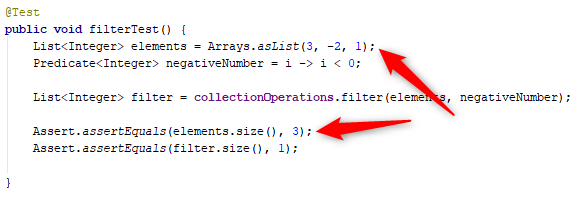 @Test
public void filterTest() {
List<Integer> elements = Arrays.asList(3, -2, 1);
Predicate<Integer> negativeNumber = i -> i < 0;
List<Integer> filter = collectionOperations.filter(elements, negativeNumber);
Assert.assertEquals(elements.size(), 3);
Assert.assertEquals(filter.size(), 1);
}